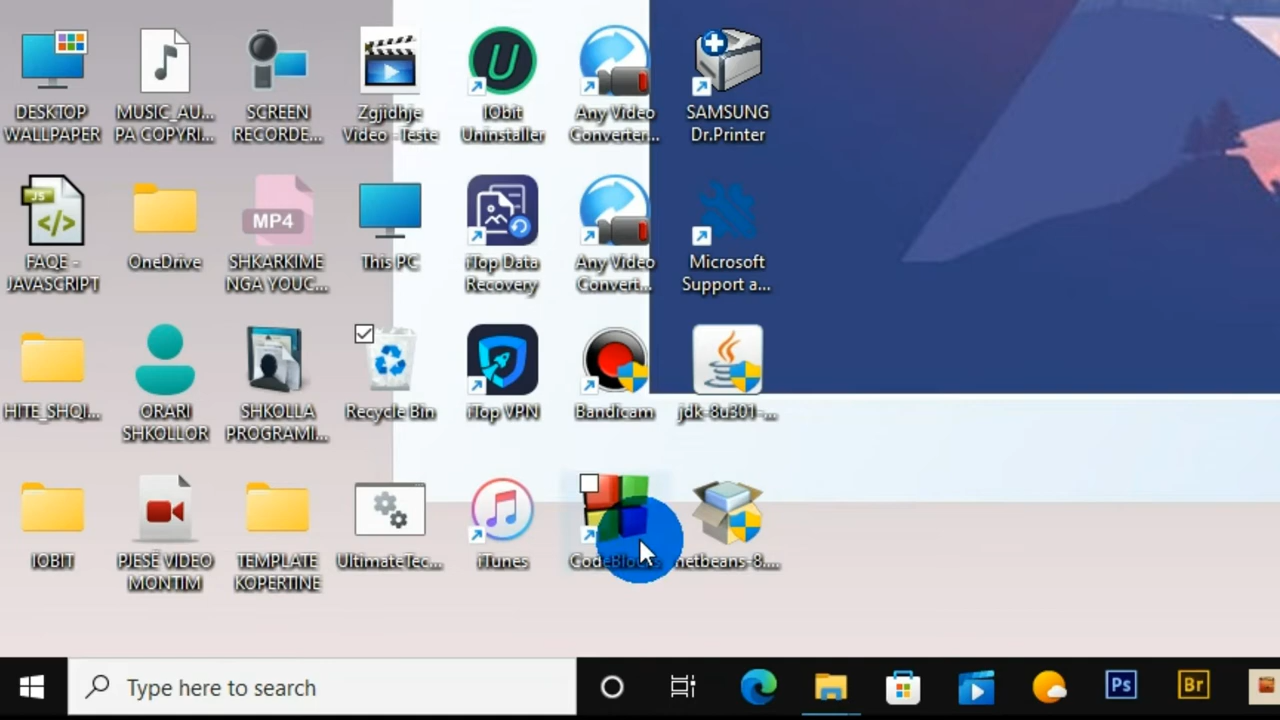 DESKTOP
WALLPAPER
MUSIC_AU...
PA COPYRI...
SCREEN
RECORDE...
Zgjidhje
Video - Teste
IObit
Uninstaller
Any Video
Converter...
SAMSUNG
Dr.Printer
JS
FAQE -
JAVASCRIPT
OneDrive
MP4
SHKARKIME
NGA YOUC...
This PC
iTop Data
Recovery
Any Video
Convert...
Microsoft
Support a...
HITE_SHQI...
ORARI
SHKOLLOR
SHKOLLA
PROGRAMI...
Recycle Bin
iTop VPN
Bandicam
jdk-8u301-...
IOBIT
PJESË VIDEO
MONTIM
TEMPLATE
KOPERTINE
UltimateTec...
iTunes
CodeBlocks
netbeans-8....
Type here to search
Ps
Br